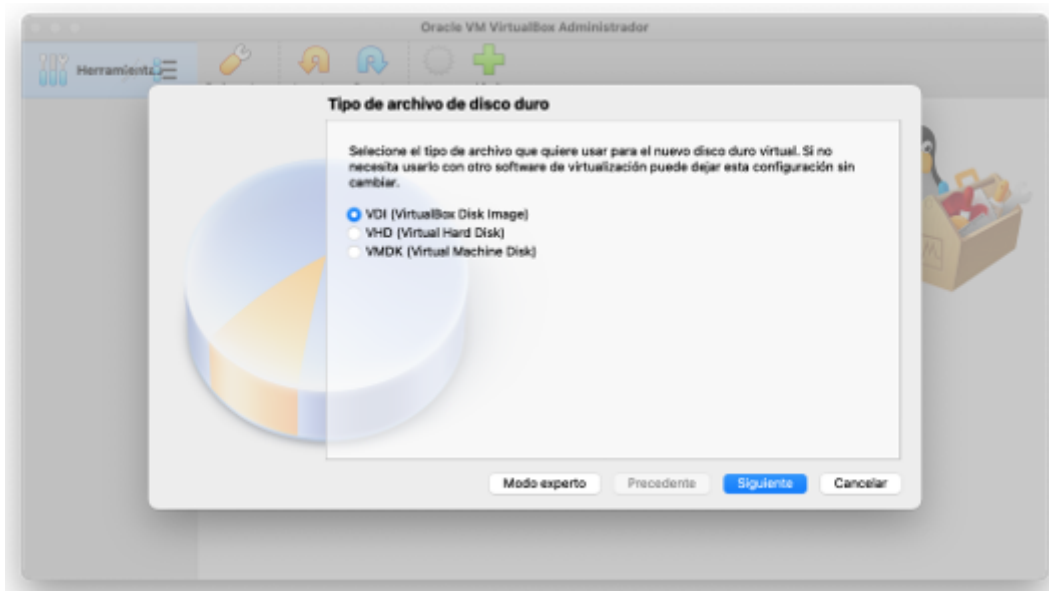 Oracle VM VirtualBox Administrador
Herramientas
Tipo de archivo de disco duro
Selecione el tipo de archivo que quiere usar para el nuevo disco duro virtual. Si no
necesita usarlo con otro software de virtualización puede dejar esta configuración sin
cambiar.
VDI (VirtualBox Disk Image)
VHD (Virtual Hard Disk)
VMDK (Virtual Machine Disk)
Modo experto
Precedente
Siguiente
Cancelar